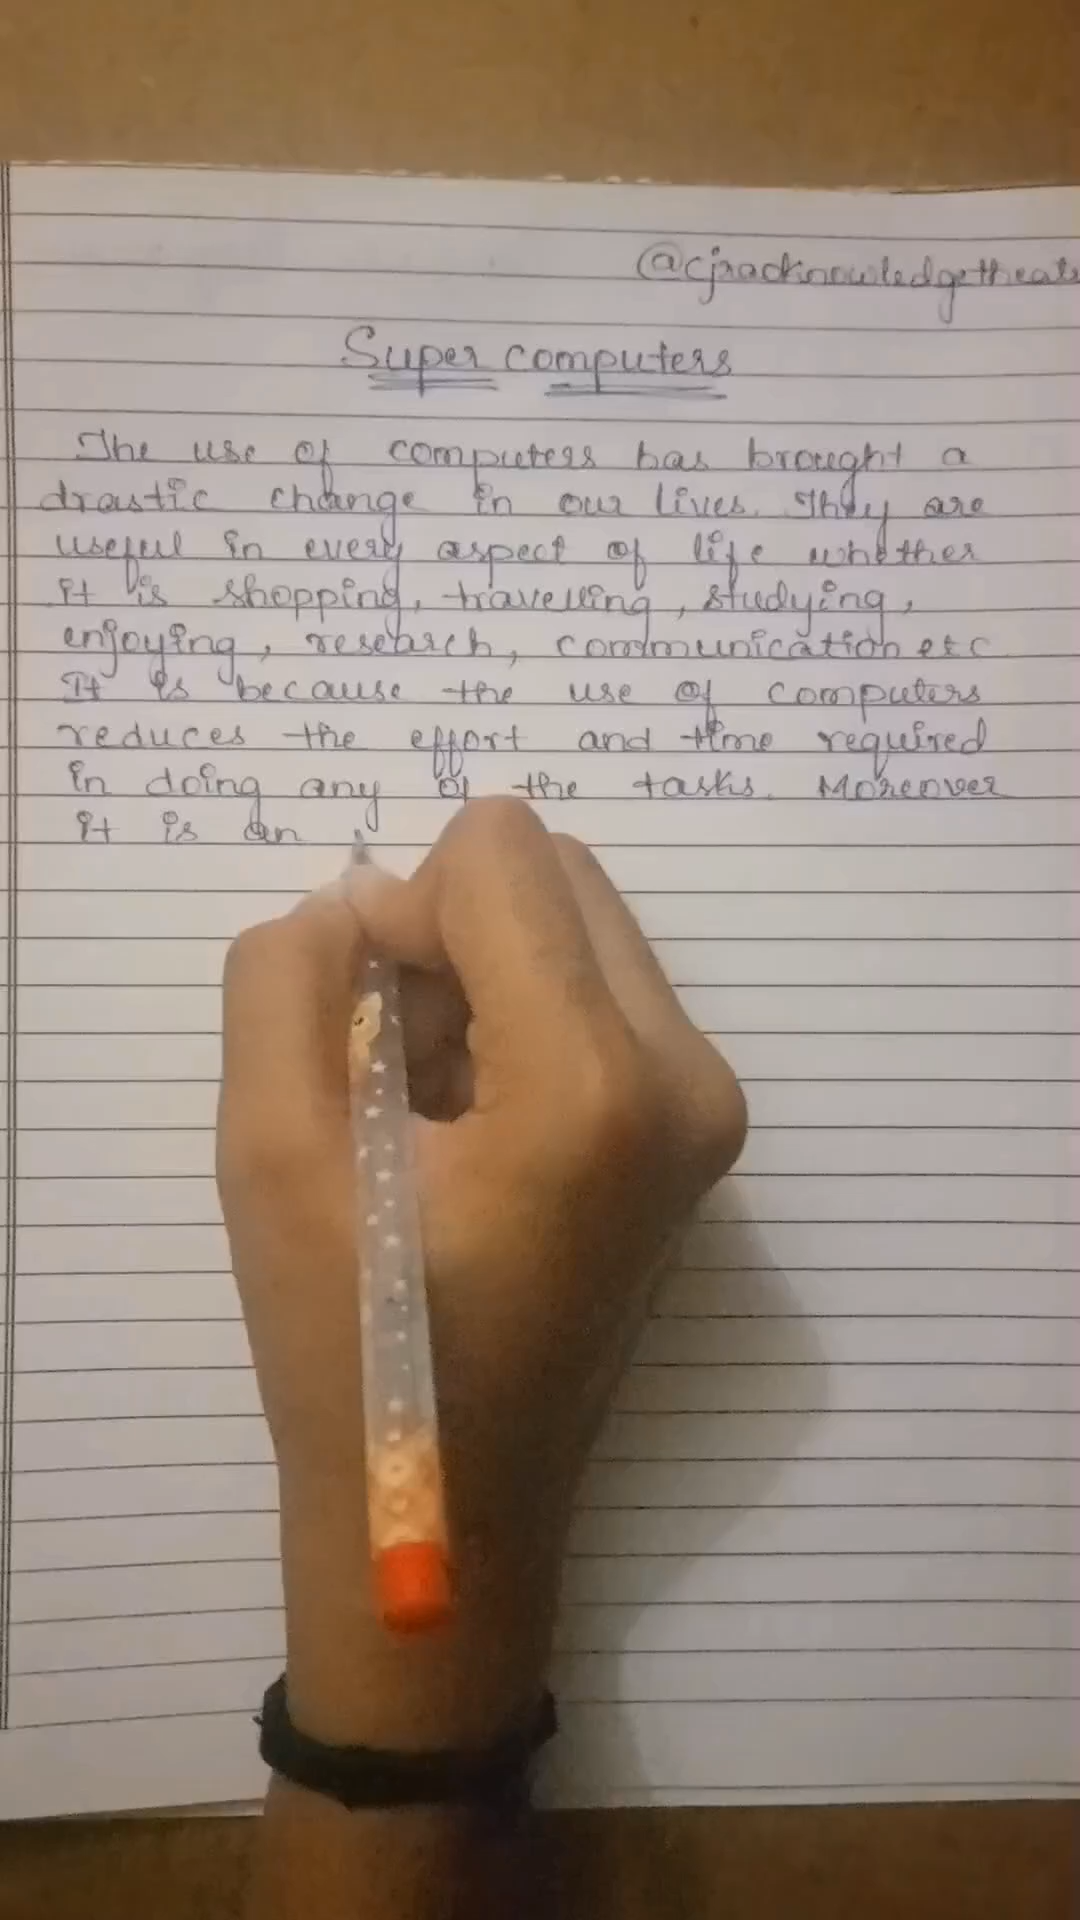 @cjracknowledgetheats
Super computers
The use of computers has brought a
drastic change in our lives. They are
useful in every aspect of life whether
it is shopping, travelling, studying,
enjoying, research, communication etc
It is because the use of computers
reduces the effort and time required
in doing any of the tasks. Moreover
it is an